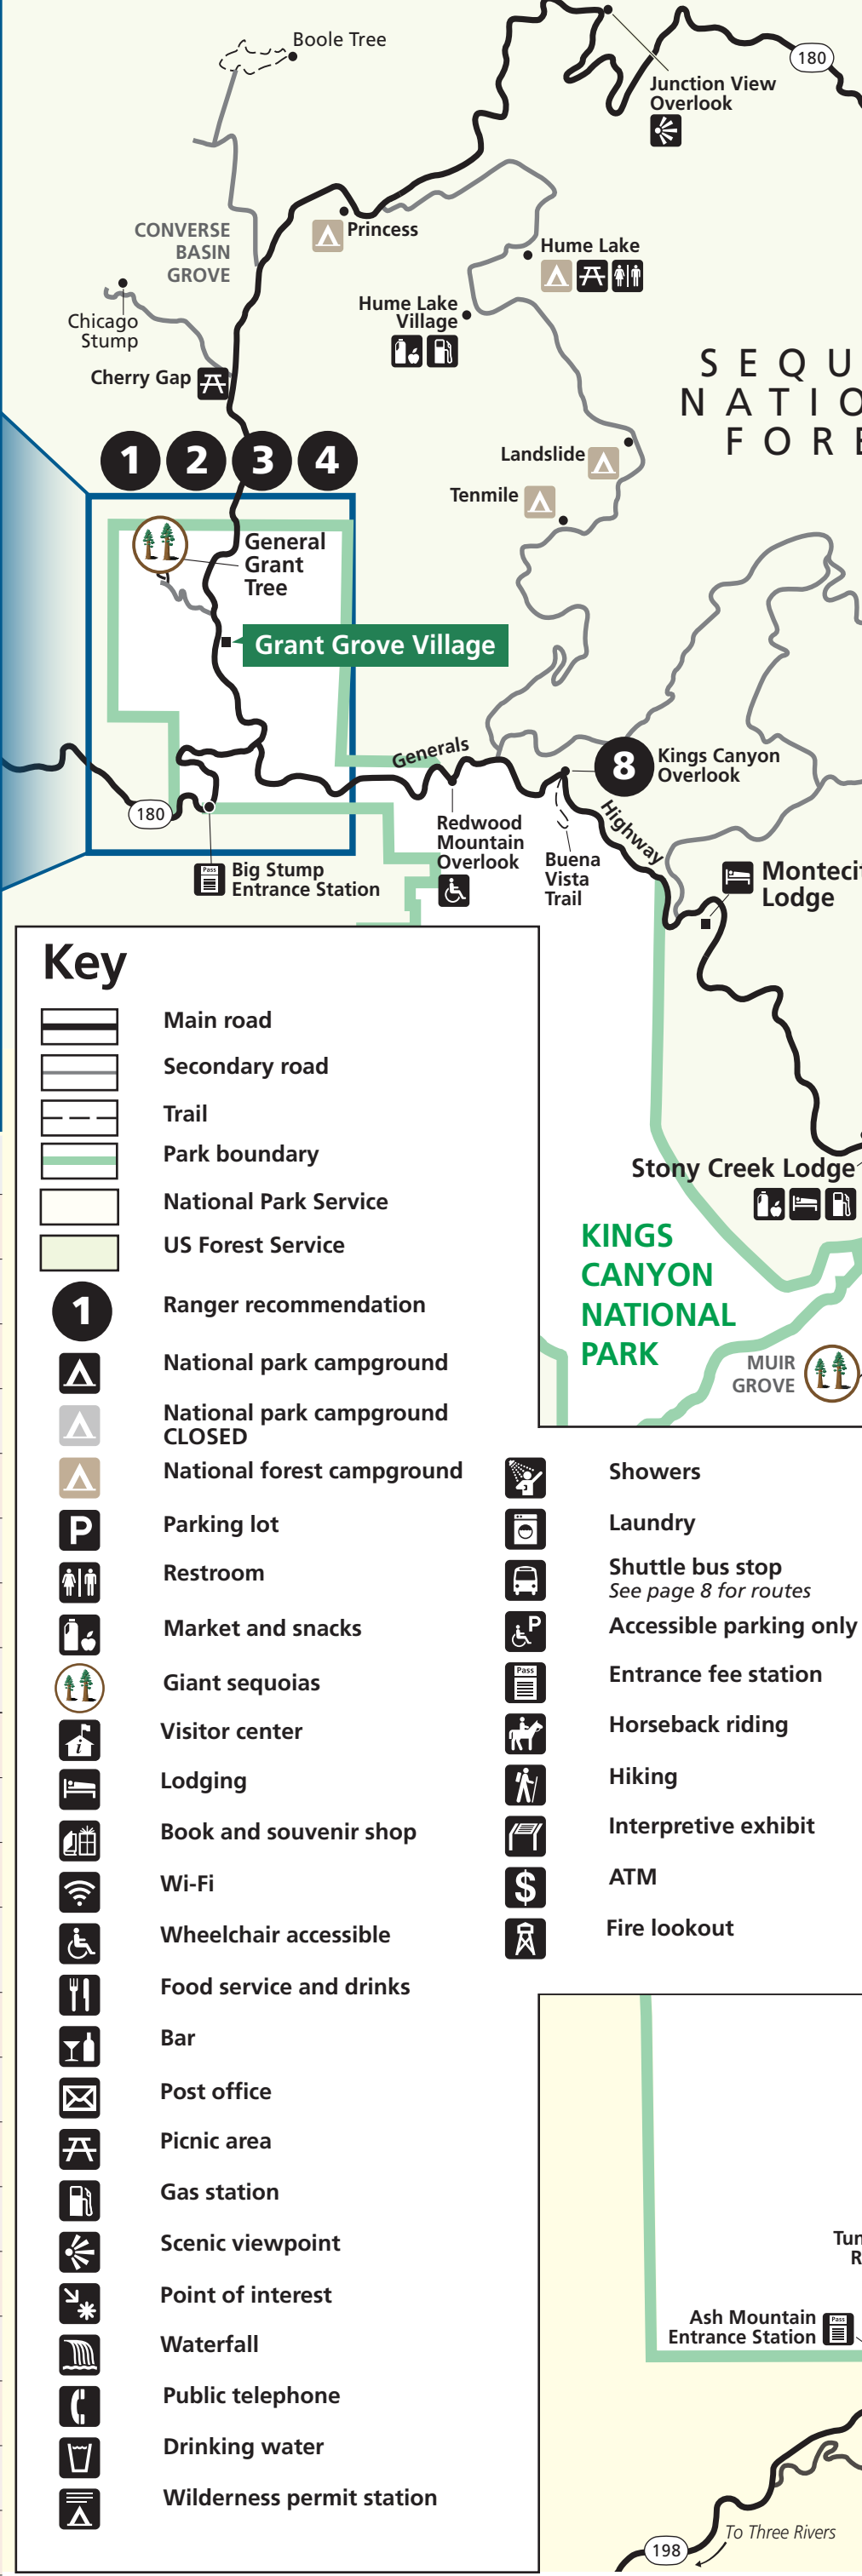 Boole Tree
180
Junction View
Overlook
CONVERSE
BASIN
GROVE
Princess
Hume Lake
Chicago
Stump
Hume Lake
Village
Cherry Gap
SEQU
NATIO
FORE
1 2 3 4
Landslide
Tenmile
General
Grant
Tree
Grant Grove Village
Generals
Highway
8
Kings Canyon
Overlook
180
Redwood
Mountain
Overlook
Buena
Vista
Trail
Pass
Big Stump
Entrance Station
Monteci
Lodge
Stony Creek Lodge
KINGS
CANYON
NATIONAL
PARK
MUIR
GROVE
Key
Main road
Secondary road
Trail
Park boundary
National Park Service
US Forest Service
1
Ranger recommendation
National park campground
National park campground
CLOSED
National forest campground
P
Parking lot
Restroom
Market and snacks
Giant sequoias
i
Visitor center
Lodging
Book and souvenir shop
Wi-Fi
Wheelchair accessible
Food service and drinks
Bar
Post office
Picnic area
Gas station
Scenic viewpoint
Point of interest
Waterfall
Public telephone
Drinking water
Wilderness permit station
Showers
Laundry
Shuttle bus stop
See page 8 for routes
P
Accessible parking only
Pass
Entrance fee station
Horseback riding
Hiking
Interpretive exhibit
$
ATM
Fire lookout
Tun
R
Ash Mountain
Entrance Station
Pass
198
To Three Rivers